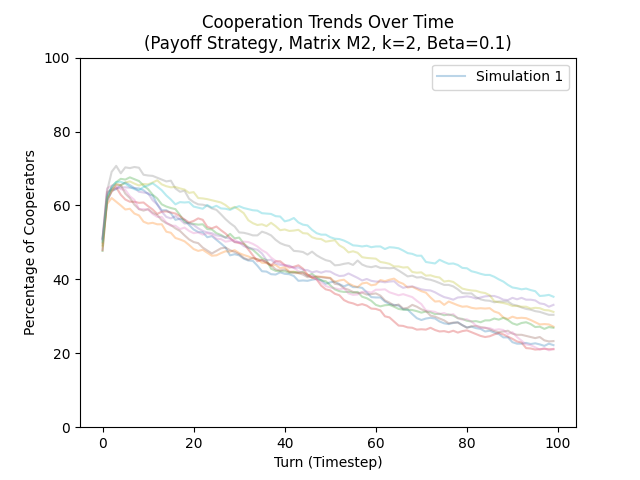 Cooperation Trends Over Time
(Payoff Strategy, Matrix M2, k=2, Beta=0.1)
Simulation 1
100
80
60
40
20
0
Percentage of Cooperators
0 20 40 60 80 100
Turn (Timestep)